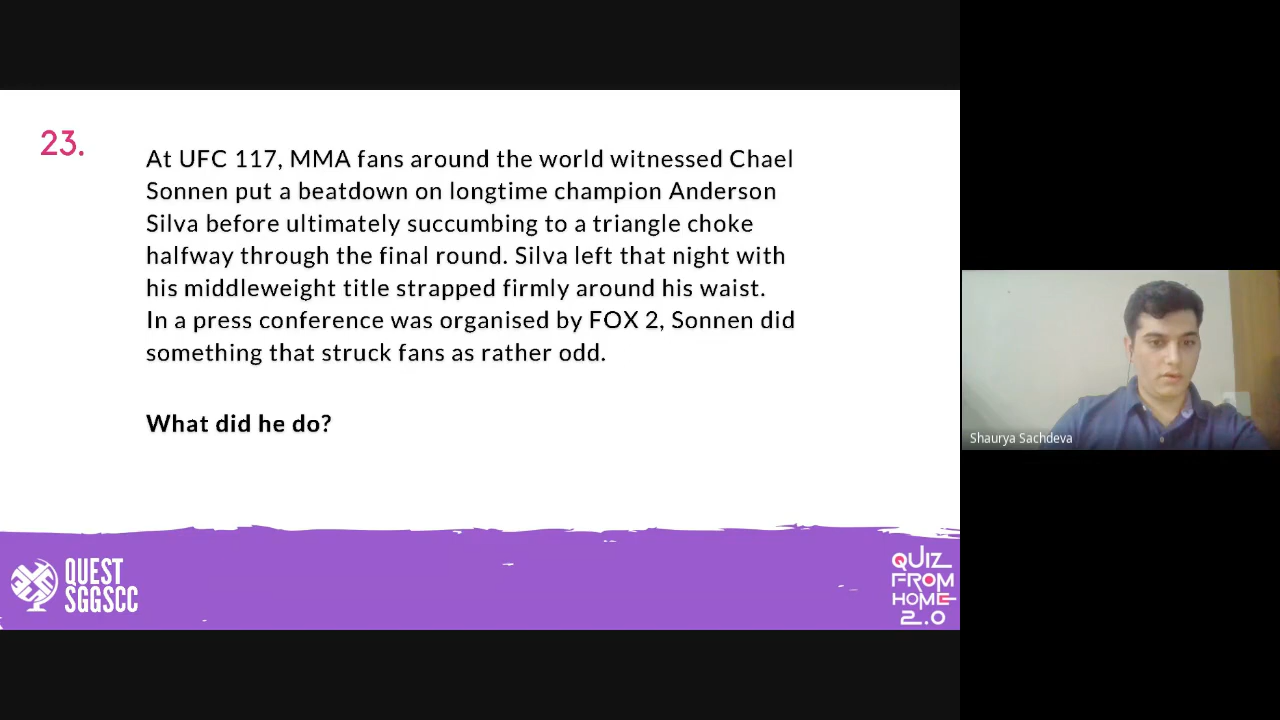 23.
At UFC 117, MMA fans around the world witnessed Chael
Sonnen put a beatdown on longtime champion Anderson
Silva before ultimately succumbing to a triangle choke
halfway through the final round. Silva left that night with
his middleweight title strapped firmly around his waist.
In a press conference was organised by FOX 2, Sonnen did
something that struck fans as rather odd.
What did he do?
Shaurya Sachdeva
QUEST
SGGSCC
QUIZ
FROM
HOME
2.0